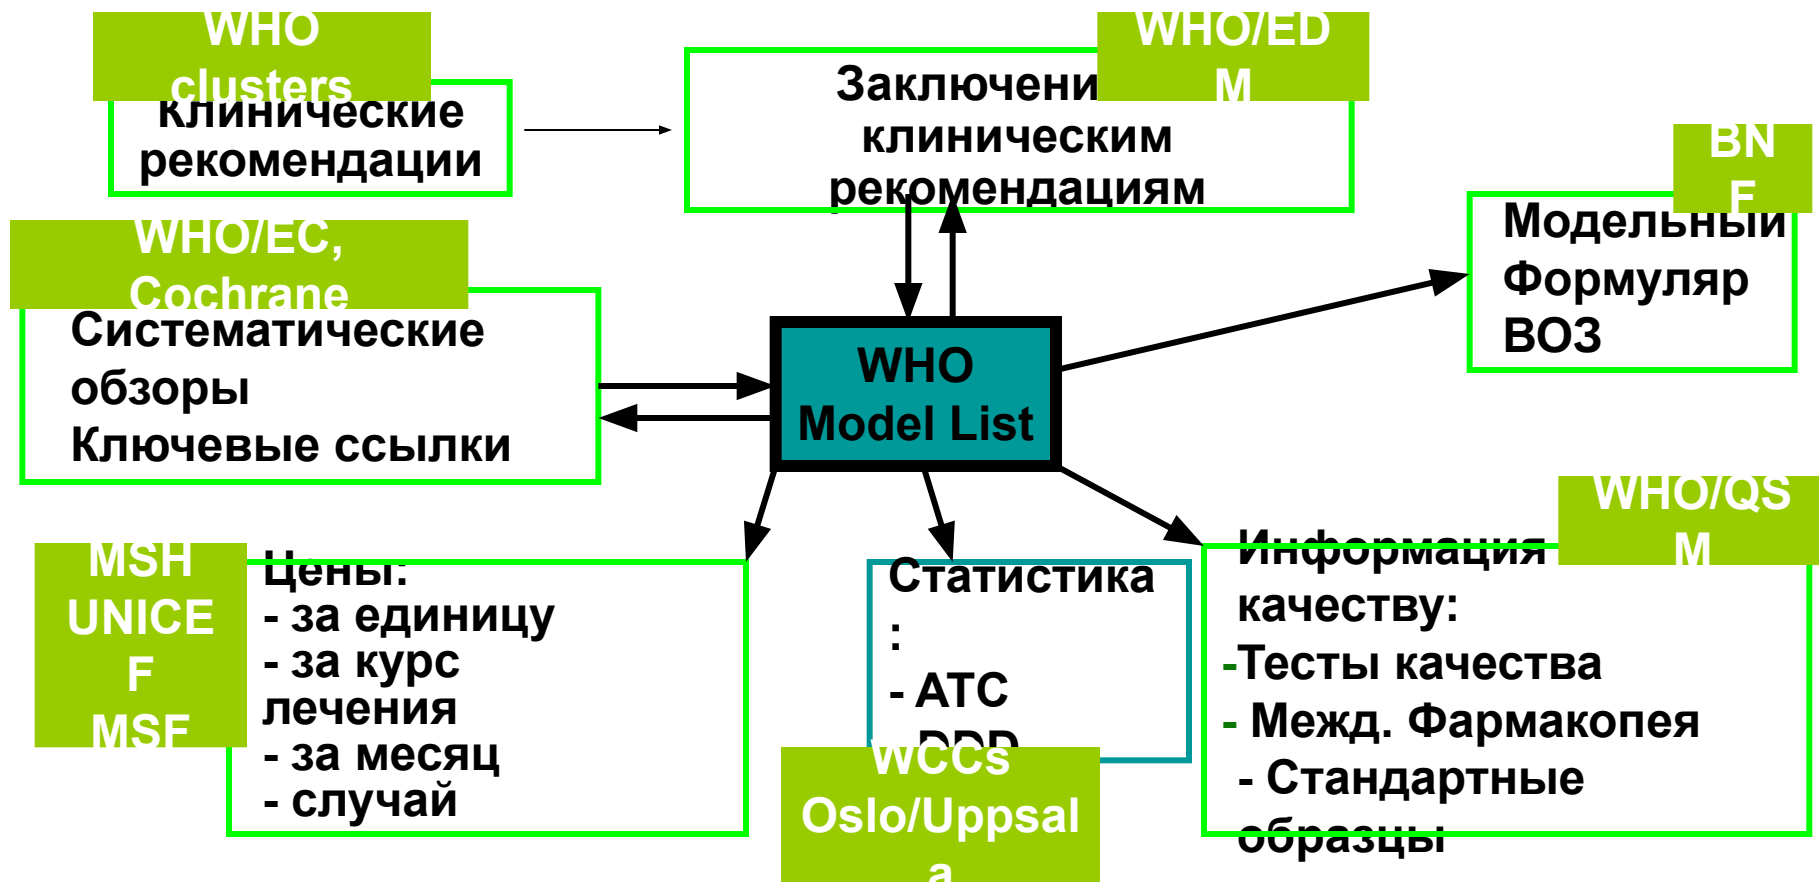 WHO
clusters
Клинические
рекомендации
WHO/ED
M
Заключени
клиническим
рекомендациям
BN
F
Модельный
Формуляр
ВОЗ
WHO/EC,
Cochrane
Систематические
обзоры
Ключевые ссылки
WHO
Model List
MSH
UNICE
F
MSF
Цены:
- за единицу
- за курс
лечения
- за месяц
- случай
Статистика
:
- ATC
DDD
WCCs
Oslo/Uppsal
a
WHO/QS
M
Информация
качеству:
-Тесты качества
- Межд. Фармакопея
- Стандартные
образцы